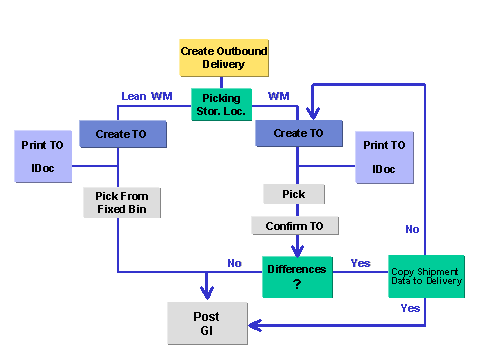 Create Outbound
Delivery
Lean WM
Picking
Stor. Loc.
WM
Create TO
Create TO
Print TO
IDoc
Print TO
IDoc
Pick From
Fixed Bin
Pick
Confirm TO
No
No
Differences
?
Yes
Copy Shipment
Data to Delivery
Yes
Post
GI